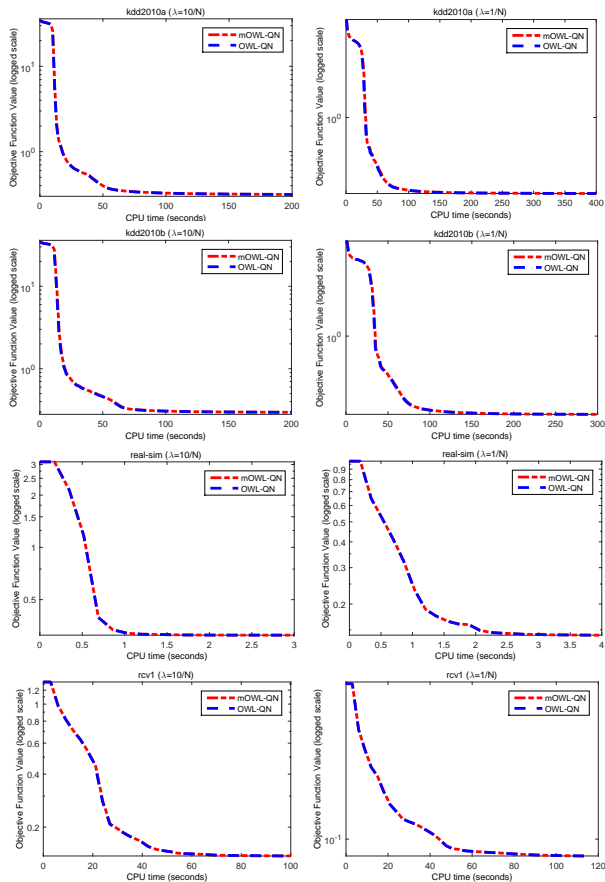 kdd2010a (λ=10/N)
Objective Function Value (logged scale)
10^1
10^0
mOWL-QN
OWL-QN
0 50 100 150 200
CPU time (seconds)
kdd2010a (λ=1/N)
Objective Function Value (logged scale)
10^0
mOWL-QN
OWL-QN
0 50 100 150 200 250 300 350 400
CPU time (seconds)
kdd2010b (λ=10/N)
Objective Function Value (logged scale)
10^1
10^0
mOWL-QN
OWL-QN
0 50 100 150 200
CPU time (seconds)
kdd2010b (λ=1/N)
Objective Function Value (logged scale)
10^0
mOWL-QN
OWL-QN
0 50 100 150 200 250 300
CPU time (seconds)
real-sim (λ=10/N)
Objective Function Value (logged scale)
3
2.5
2
1.5
1
0.5
mOWL-QN
OWL-QN
0 0.5 1 1.5 2 2.5 3
CPU time (seconds)
real-sim (λ=1/N)
Objective Function Value (logged scale)
0.9
0.8
0.7
0.6
0.5
0.4
0.3
0.2
mOWL-QN
OWL-QN
0 0.5 1 1.5 2 2.5 3 3.5 4
CPU time (seconds)
rcv1 (λ=10/N)
Objective Function Value (logged scale)
1.2
1
0.8
0.6
0.4
0.2
mOWL-QN
OWL-QN
0 20 40 60 80 100
CPU time (seconds)
rcv1 (λ=1/N)
Objective Function Value (logged scale)
10^-1
mOWL-QN
OWL-QN
0 20 40 60 80 100 120
CPU time (seconds)